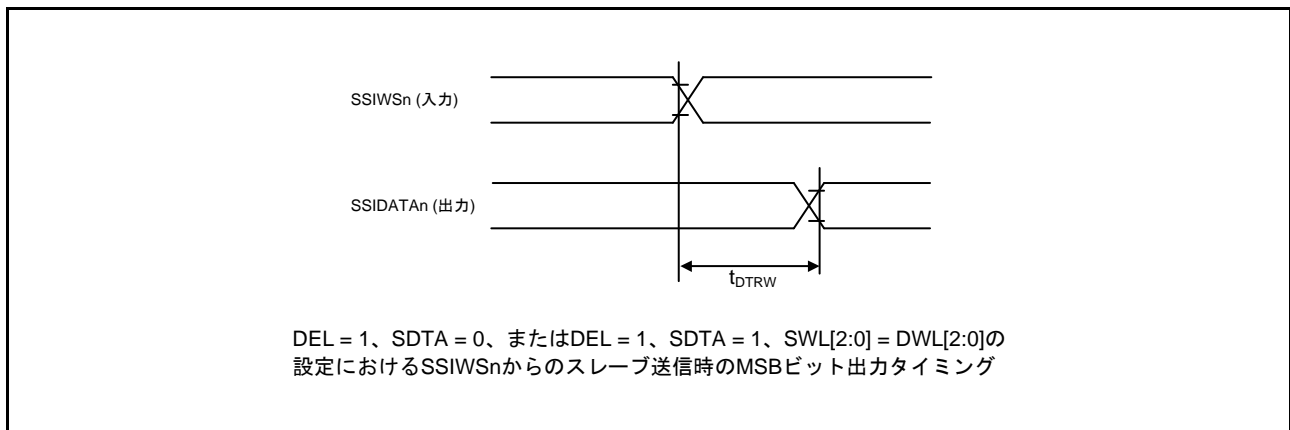 SSIWSn (入力)
SSIDATAn (出力)
tDTRW
DEL = 1、SDTA = 0、またはDEL = 1、SDTA = 1、SWL[2:0] = DWL[2:0]の
設定におけるSSIWSnからのスレーブ送信時のMSBビット出力タイミング